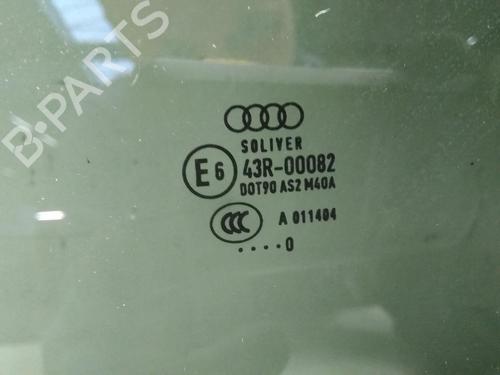 B-PARTS
SOLIVER
E6 43R-00082
DOT90 AS2 M40A
CCC A 011404
....0